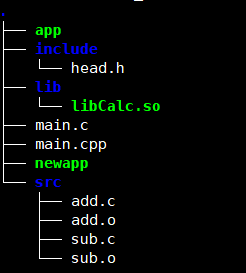 .
├── app
├── include
│   └── head.h
├── lib
│   └── libCalc.so
├── main.c
├── main.cpp
├── newapp
└── src
    ├── add.c
    ├── add.o
    ├── sub.c
    └── sub.o